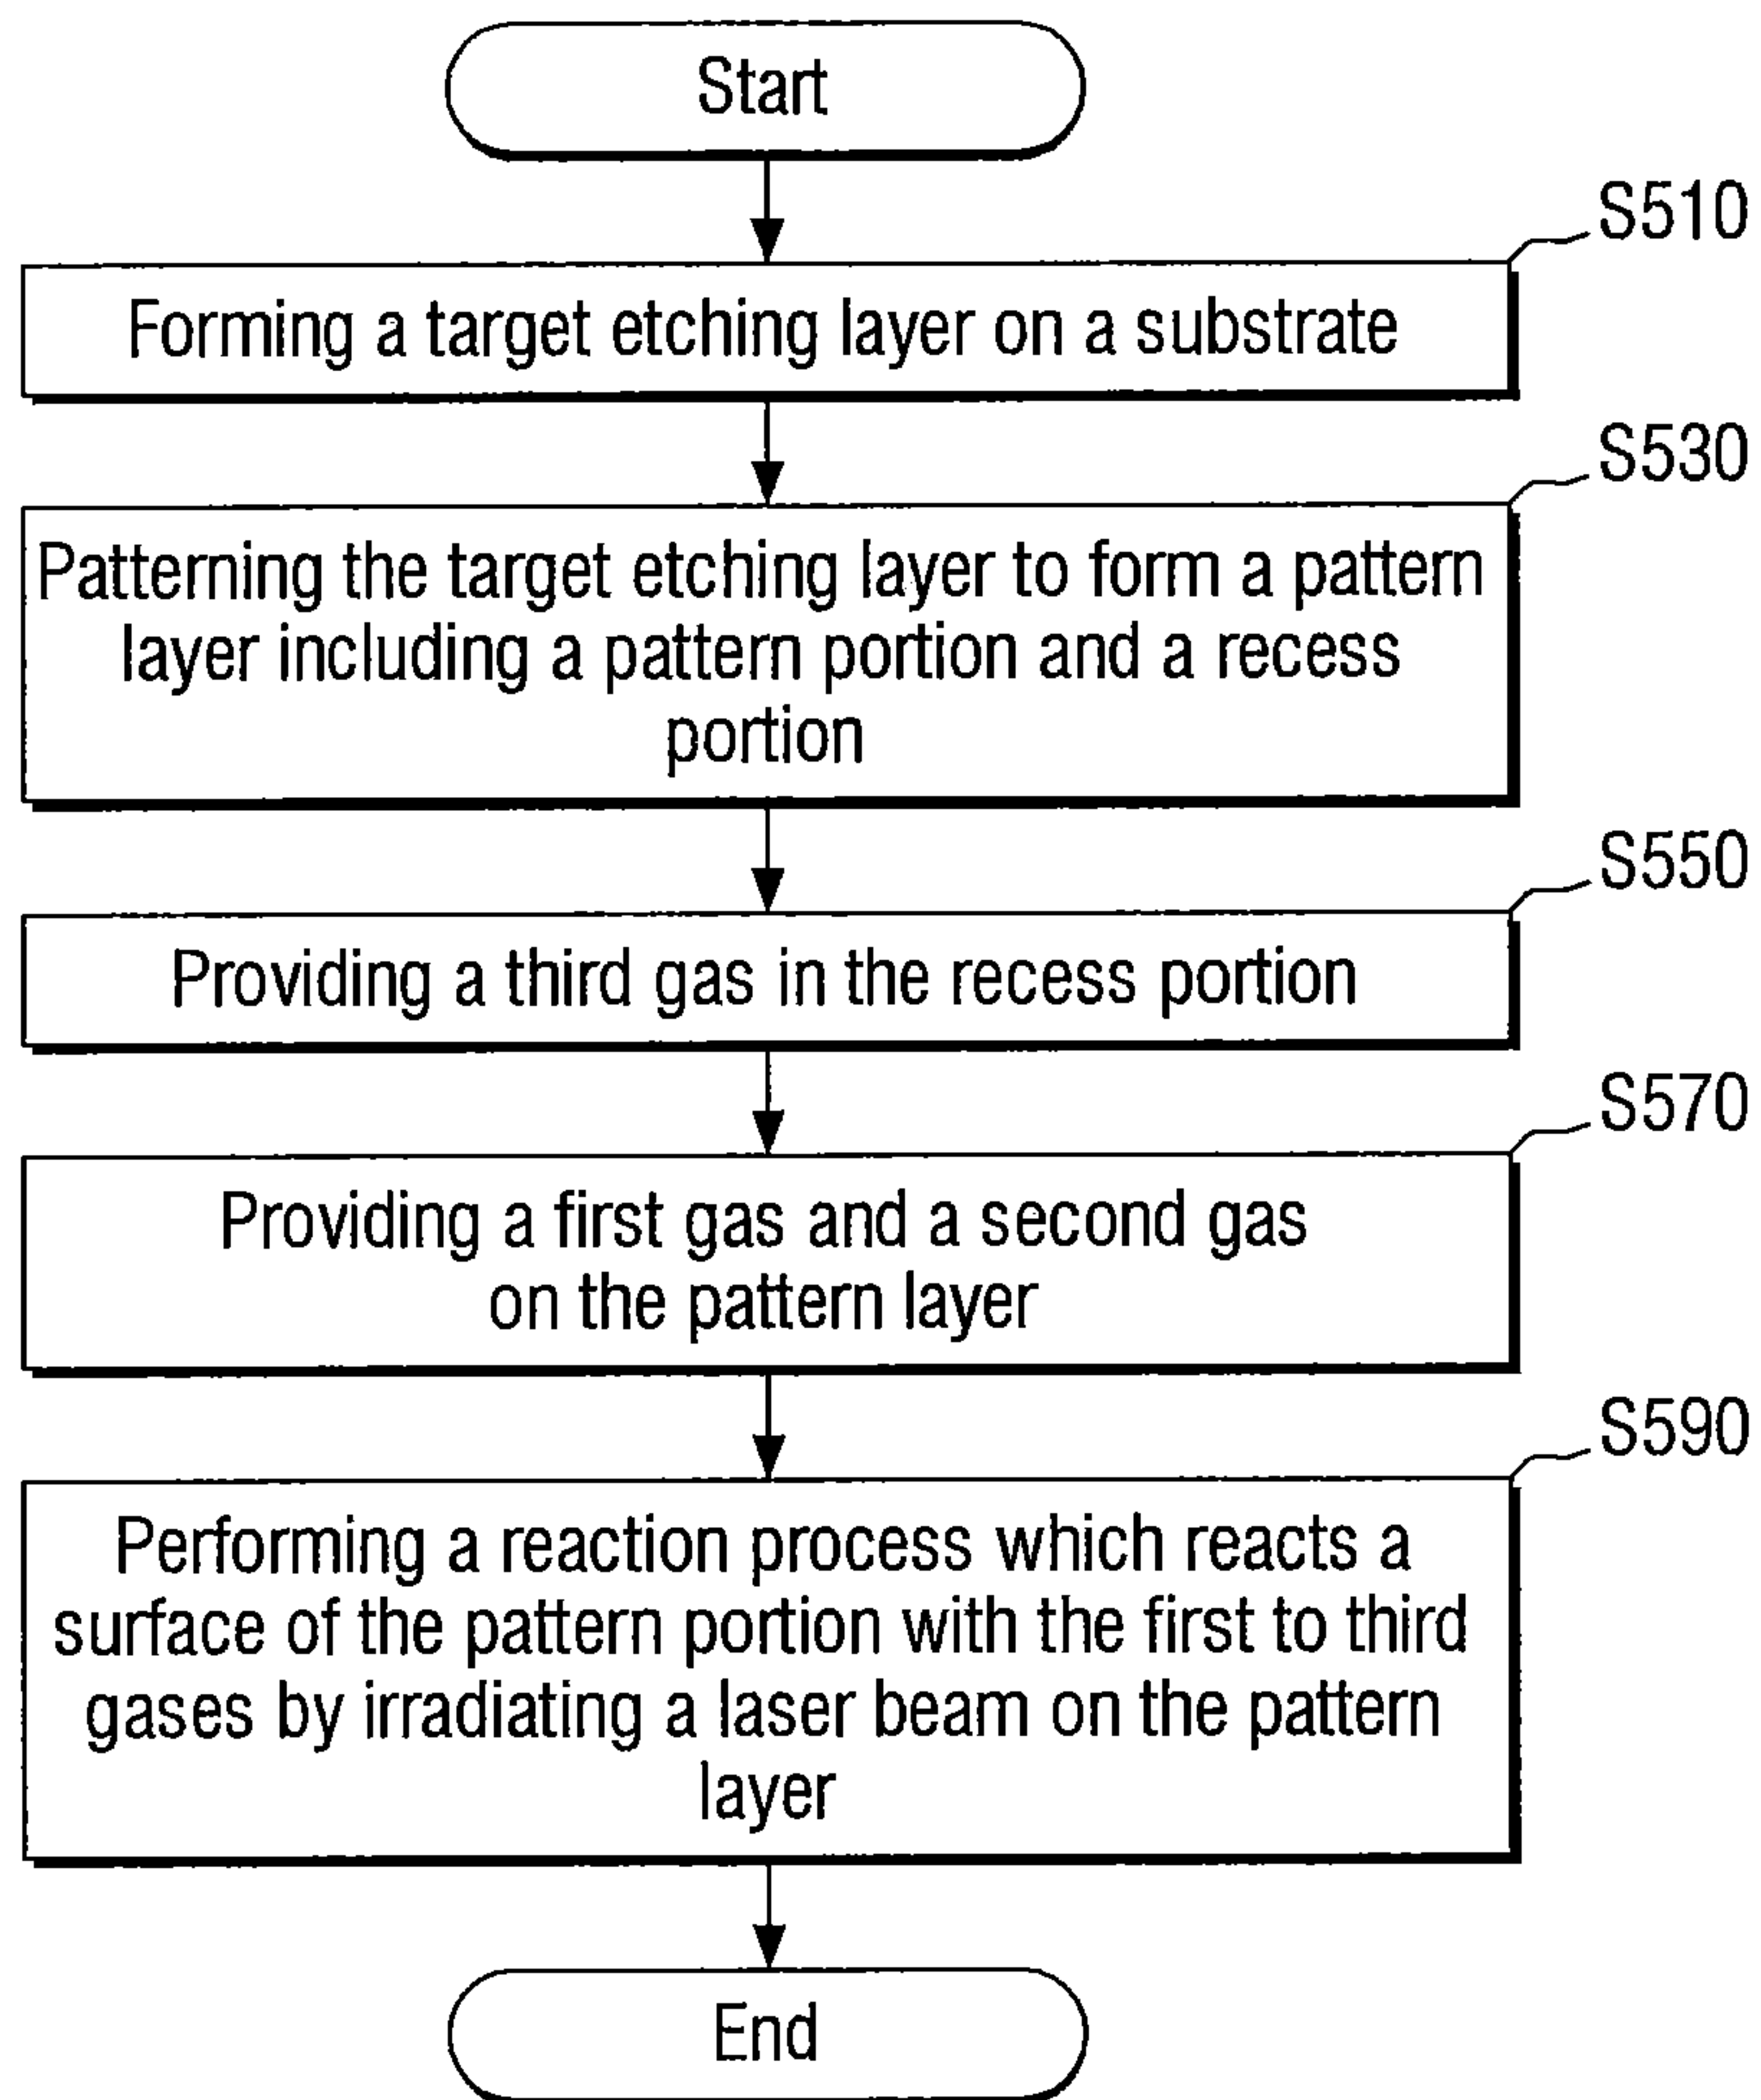 Start
S510
Forming a target etching layer on a substrate
S530
Patterning the target etching layer to form a pattern
layer including a pattern portion and a recess
portion
S550
Providing a third gas in the recess portion
S570
Providing a first gas and a second gas
on the pattern layer
S590
Performing a reaction process which reacts a
surface of the pattern portion with the first to third
gases by irradiating a laser beam on the pattern
layer
End